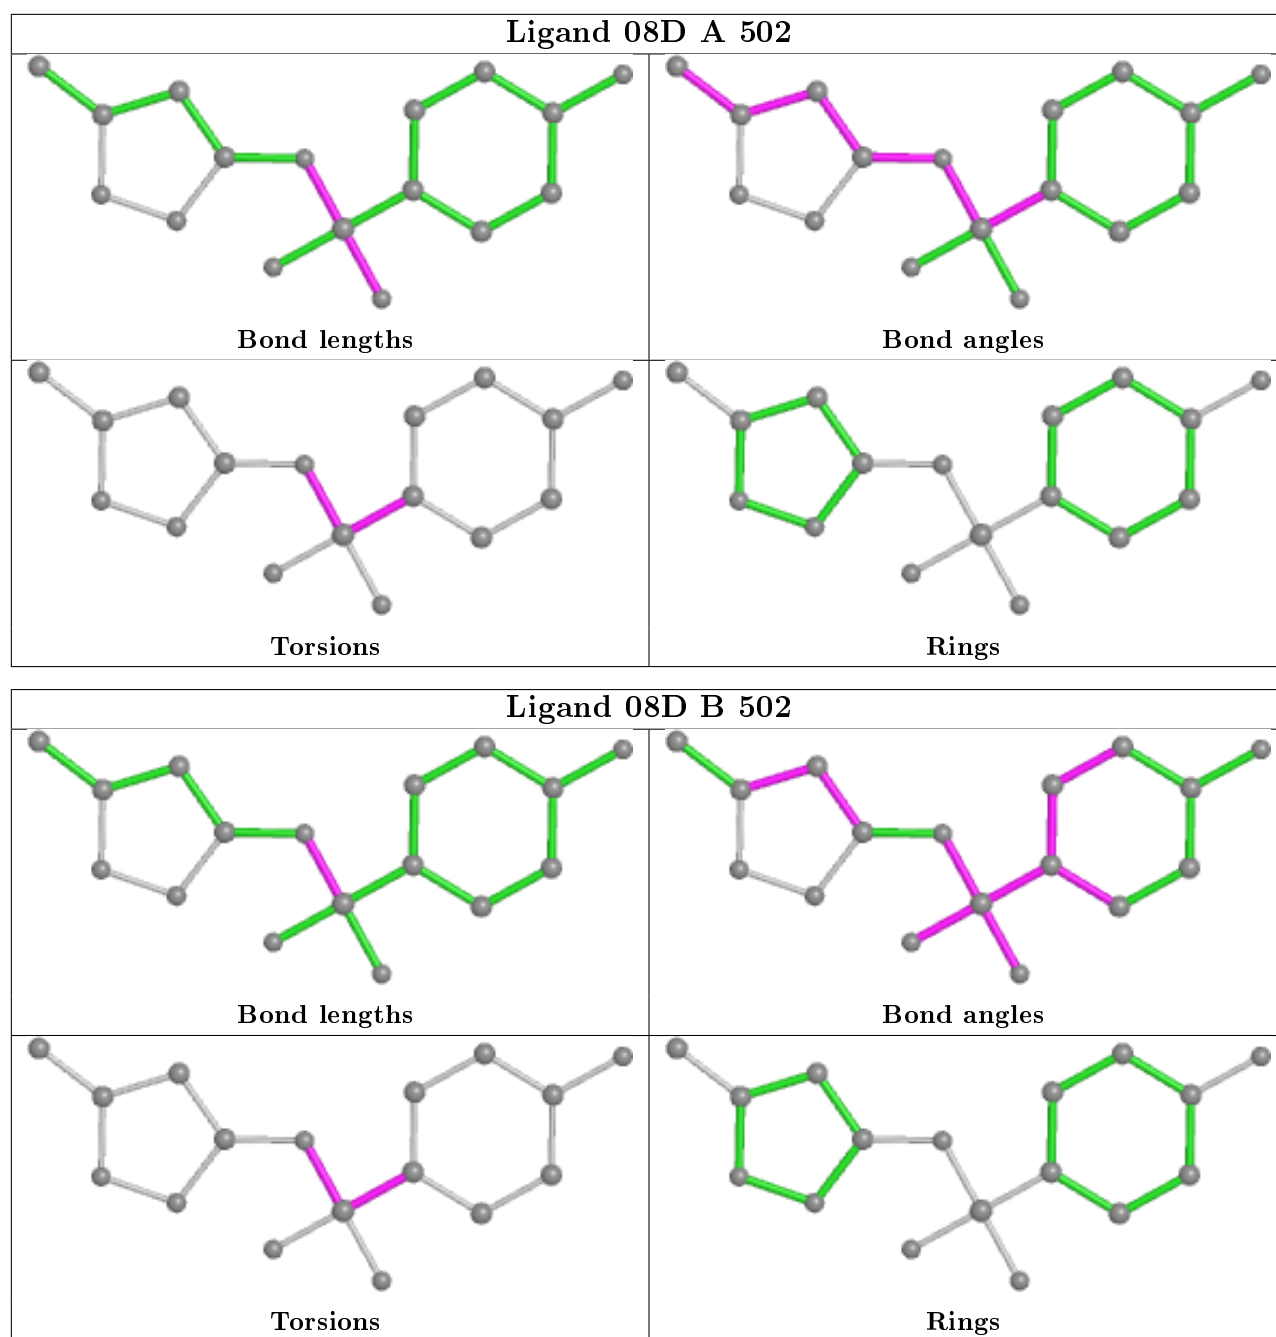 Ligand 08D A 502
Bond lengths
Bond angles
Torsions
Rings
Ligand 08D B 502
Bond lengths
Bond angles
Torsions
Rings